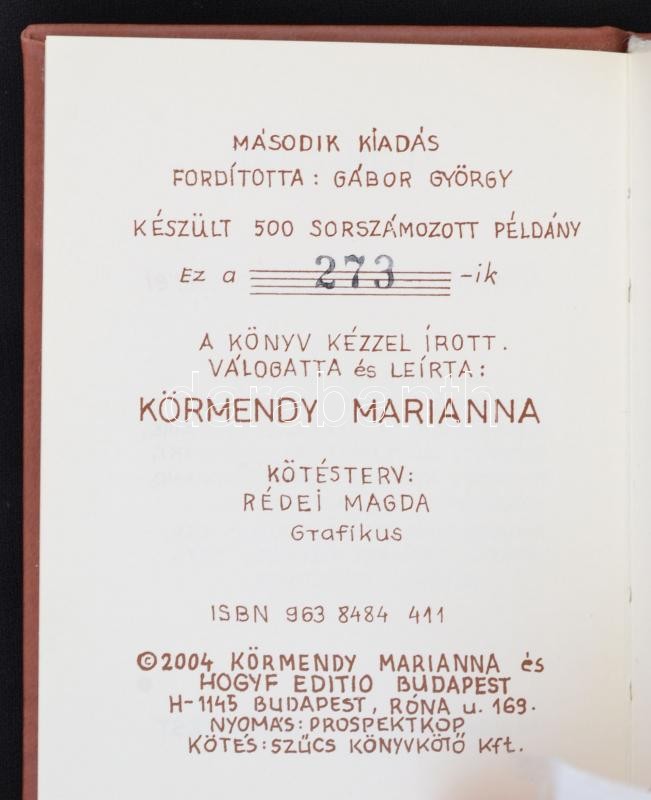 MÁSODIK KIADÁS
FORDÍTOTTA: GÁBOR GYÖRGY
KÉSZÜLT 500 SORSZÁMOZOTT PÉLDÁNY
Ez a 273 -ik
A KÖNYV KÉZZEL ÍROTT.
VÁLOGATTA és LEÍRTA:
darabanth
KÖRMENDY MARIANNA
KÖTÉSTERV:
RÉDEI MAGDA
Grafikus
ISBN 963 8484 411
©2004 KÖRMENDY MARIANNA és
HOGYF EDITIO BUDAPEST
H-1145 BUDAPEST, RÓNA u. 169.
NYOMÁS: PROSPEKTKOP
KÖTÉS: SZŰCS KÖNYVKÖTŐ Kft.